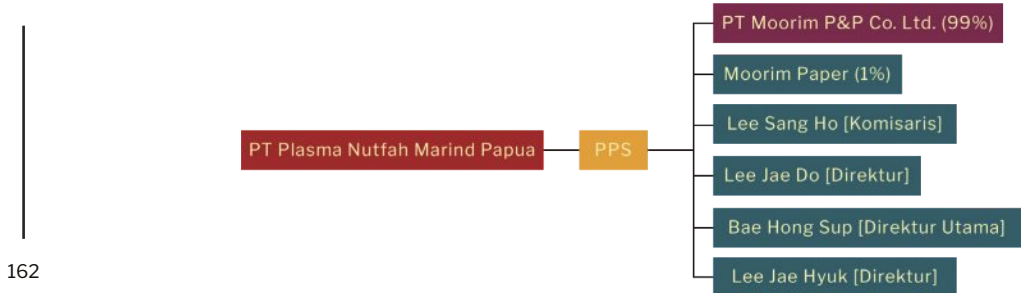 PT Moorim P&P Co. Ltd. (99%)
Moorim Paper (1%)
Lee Sang Ho [Komisaris]
PT Plasma Nutfah Marind Papua
PPS
Lee Jae Do [Direktur]
Bae Hong Sup [Direktur Utama]
Lee Jae Hyuk [Direktur]
162